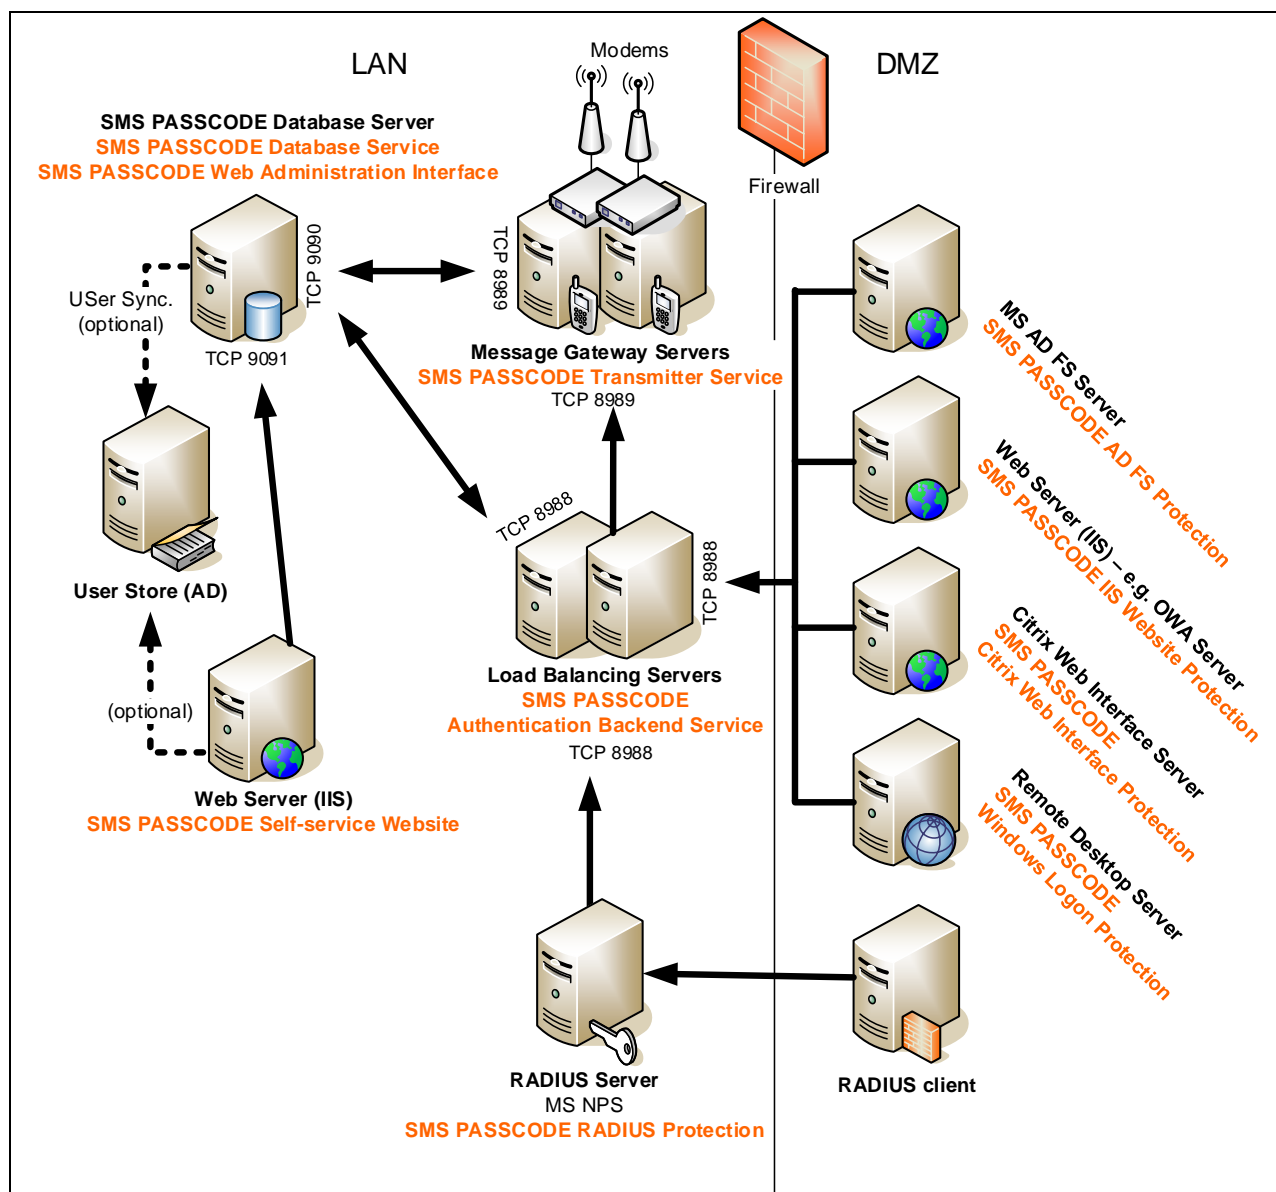 LAN
Modems
DMZ
Firewall
SMS PASSCODE Database Server
SMS PASSCODE Database Service
SMS PASSCODE Web Administration Interface
TCP 9090
TCP 8989
USer Sync.
(optional)
TCP 9091
Message Gateway Servers
SMS PASSCODE Transmitter Service
TCP 8989
MS AD FS Server
SMS PASSCODE AD FS Protection
Web Server (IIS) – e.g. OWA Server
SMS PASSCODE IIS Website Protection
TCP 8988
TCP 8988
User Store (AD)
Load Balancing Servers
SMS PASSCODE
Authentication Backend Service
TCP 8988
Citrix Web Interface Server
SMS PASSCODE
Citrix Web Interface Protection
(optional)
Web Server (IIS)
SMS PASSCODE Self-service Website
Remote Desktop Server
SMS PASSCODE
Windows Logon Protection
RADIUS Server
MS NPS
SMS PASSCODE RADIUS Protection
RADIUS client